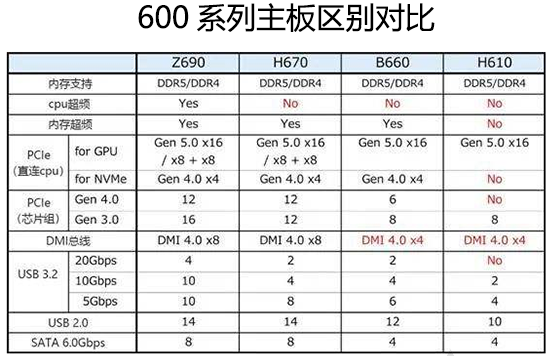 600 系列主板区别对比
Z690 H670 B660 H610
内存支持 DDR5/DDR4 DDR5/DDR4 DDR5/DDR4 DDR5/DDR4
cpu超频 Yes No No No
内存超频 Yes Yes Yes No
PCIe (直连cpu) for GPU Gen 5.0 x16 / x8 + x8 Gen 5.0 x16 / x8 + x8 Gen 5.0 x16 Gen 5.0 x16
for NVMe Gen 4.0 x4 Gen 4.0 x4 Gen 4.0 x4 No
PCIe (芯片组) Gen 4.0 12 12 6 No
Gen 3.0 16 12 8 8
DMI总线 DMI 4.0 x8 DMI 4.0 x8 DMI 4.0 x4 DMI 4.0 x4
USB 3.2 20Gbps 4 2 2 No
10Gbps 10 4 4 2
5Gbps 10 8 6 4
USB 2.0 14 14 12 10
SATA 6.0Gbps 8 8 4 4